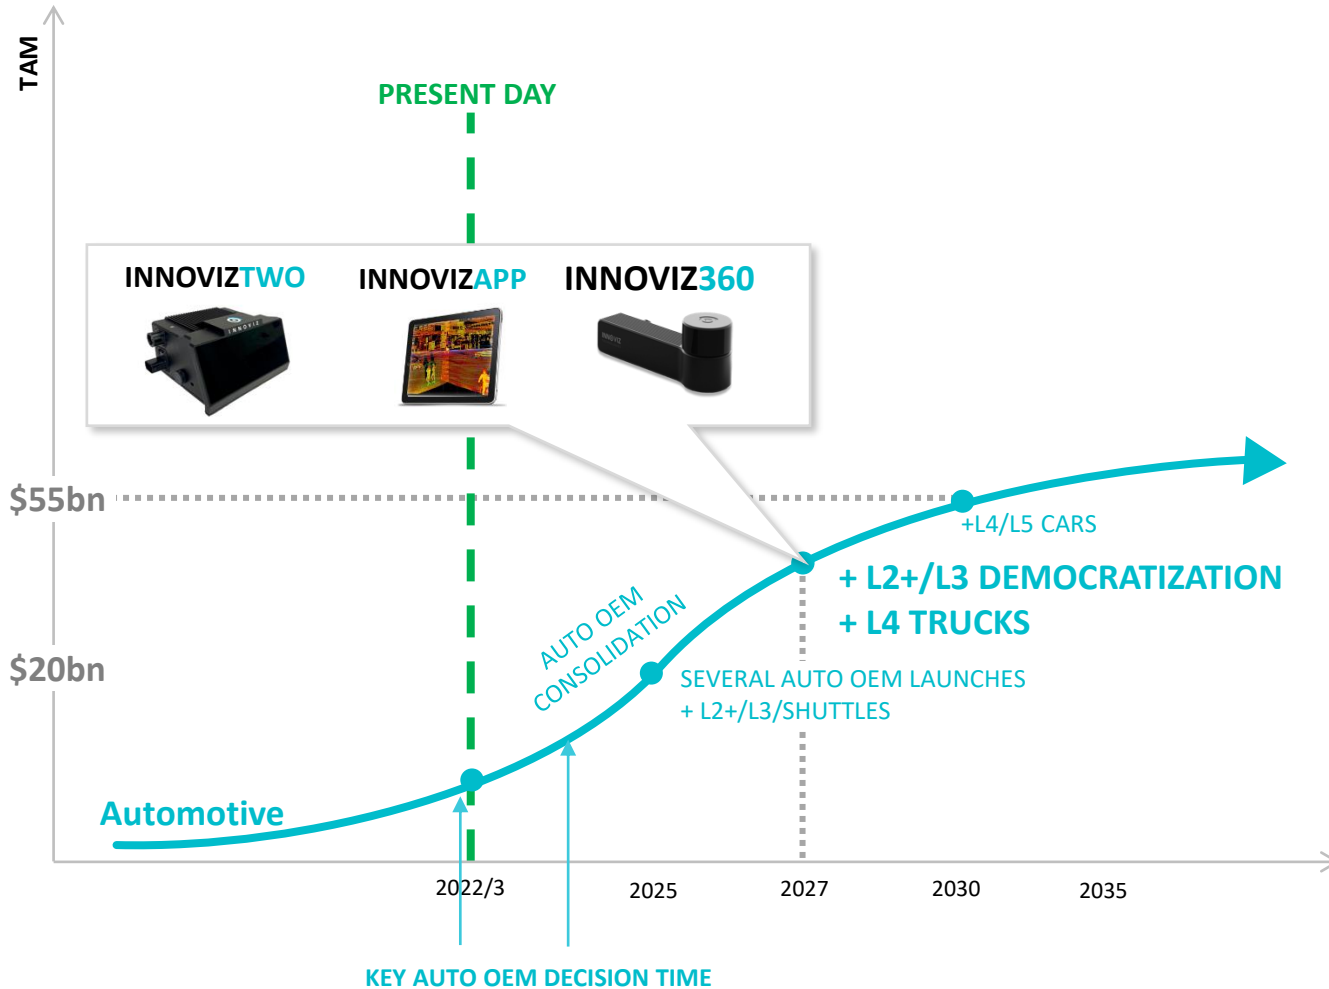 TAM
PRESENT DAY
INNOVIZTWO
INNOVIZAPP
INNOVIZ360
INNOVIZ
INNOVIZ
$55bn
+L4/L5 CARS
+ L2+/L3 DEMOCRATIZATION
+ L4 TRUCKS
AUTO OEM
CONSOLIDATION
$20bn
SEVERAL AUTO OEM LAUNCHES
+ L2+/L3/SHUTTLES
Automotive
2022/3
2025
2027
2030
2035
KEY AUTO OEM DECISION TIME